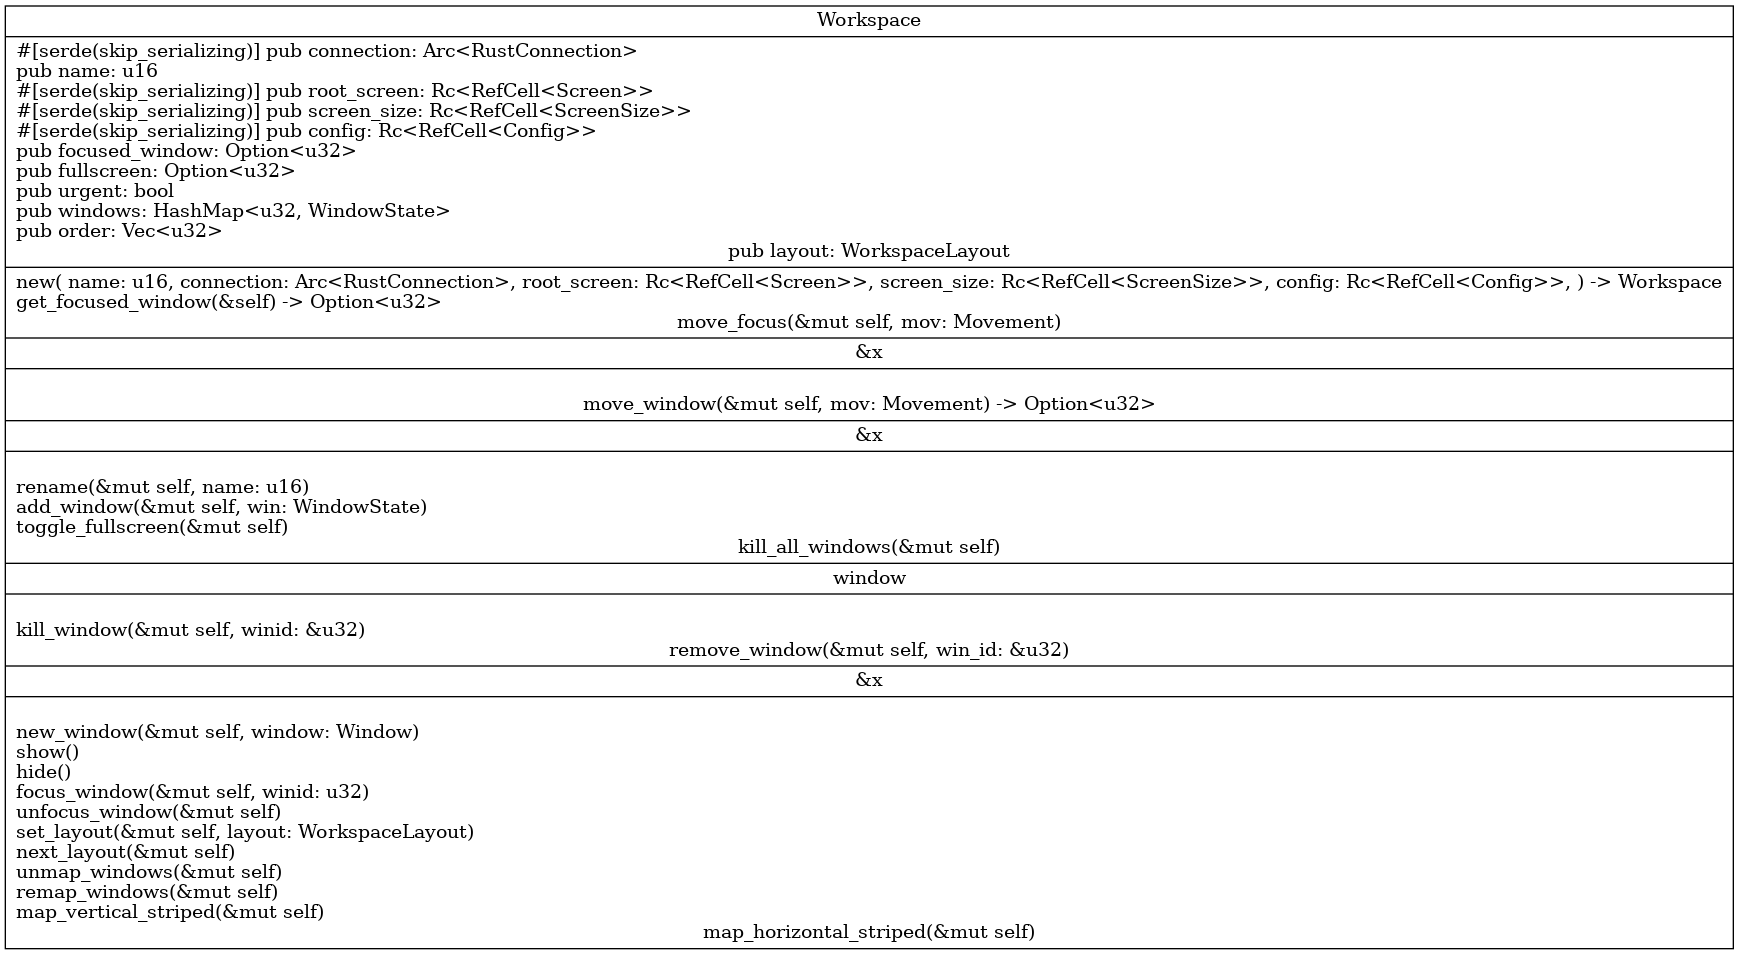 Workspace
#[serde(skip_serializing)] pub connection: Arc<RustConnection>
pub name: u16
#[serde(skip_serializing)] pub root_screen: Rc<RefCell<Screen>>
#[serde(skip_serializing)] pub screen_size: Rc<RefCell<ScreenSize>>
#[serde(skip_serializing)] pub config: Rc<RefCell<Config>>
pub focused_window: Option<u32>
pub fullscreen: Option<u32>
pub urgent: bool
pub windows: HashMap<u32, WindowState>
pub order: Vec<u32>
pub layout: WorkspaceLayout
new( name: u16, connection: Arc<RustConnection>, root_screen: Rc<RefCell<Screen>>, screen_size: Rc<RefCell<ScreenSize>>, config: Rc<RefCell<Config>>, ) -> Workspace
get_focused_window(&self) -> Option<u32>
move_focus(&mut self, mov: Movement)
&x
move_window(&mut self, mov: Movement) -> Option<u32>
&x
rename(&mut self, name: u16)
add_window(&mut self, win: WindowState)
toggle_fullscreen(&mut self)
kill_all_windows(&mut self)
window
kill_window(&mut self, winid: &u32)
remove_window(&mut self, win_id: &u32)
&x
new_window(&mut self, window: Window)
show()
hide()
focus_window(&mut self, winid: u32)
unfocus_window(&mut self)
set_layout(&mut self, layout: WorkspaceLayout)
next_layout(&mut self)
unmap_windows(&mut self)
remap_windows(&mut self)
map_vertical_striped(&mut self)
map_horizontal_striped(&mut self)